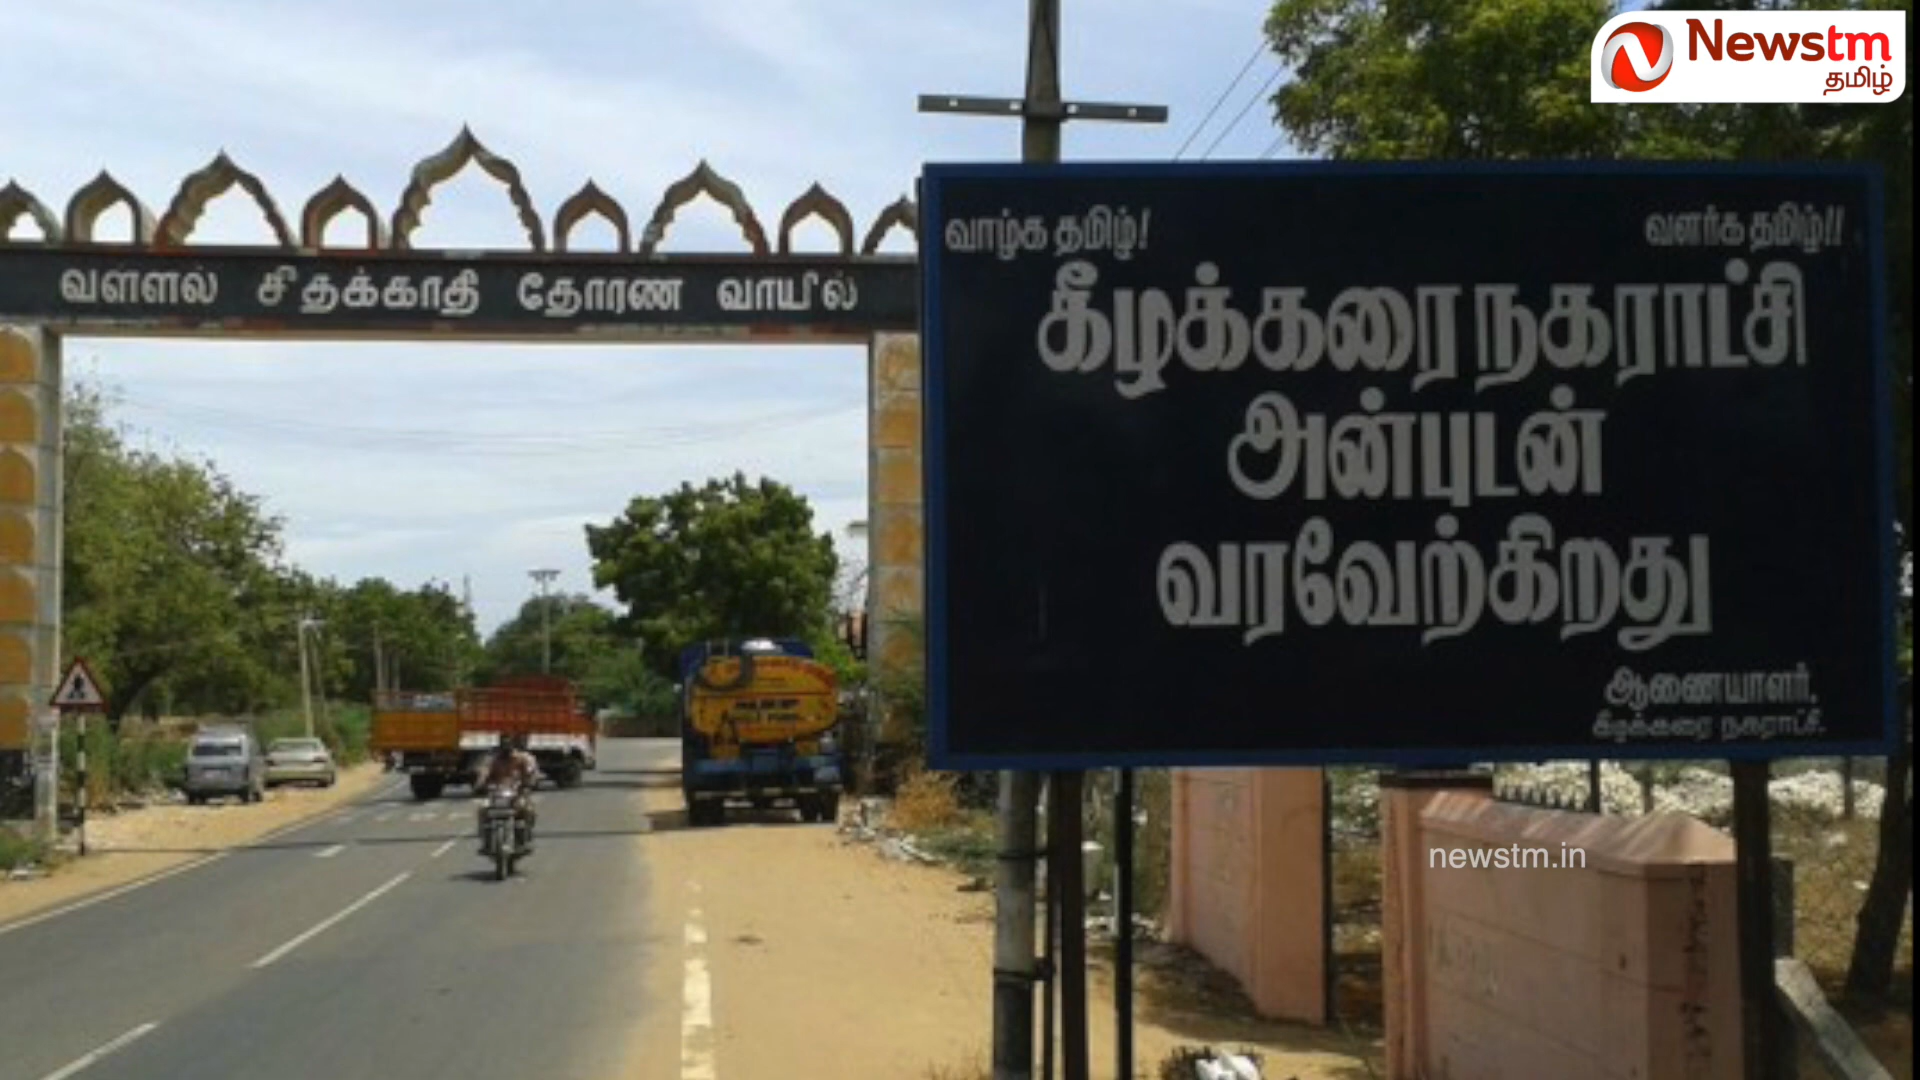 Newstm
தமிழ்
வள்ளல் சீதக்காதி தோரண வாயில்
வாழ்க தமிழ்! வளர்க தமிழ்!!
கீழக்கரை நகராட்சி
அன்புடன்
வரவேற்கிறது
ஆணையாளர்.
கீழக்கரை நகராட்சி.
newstm.in